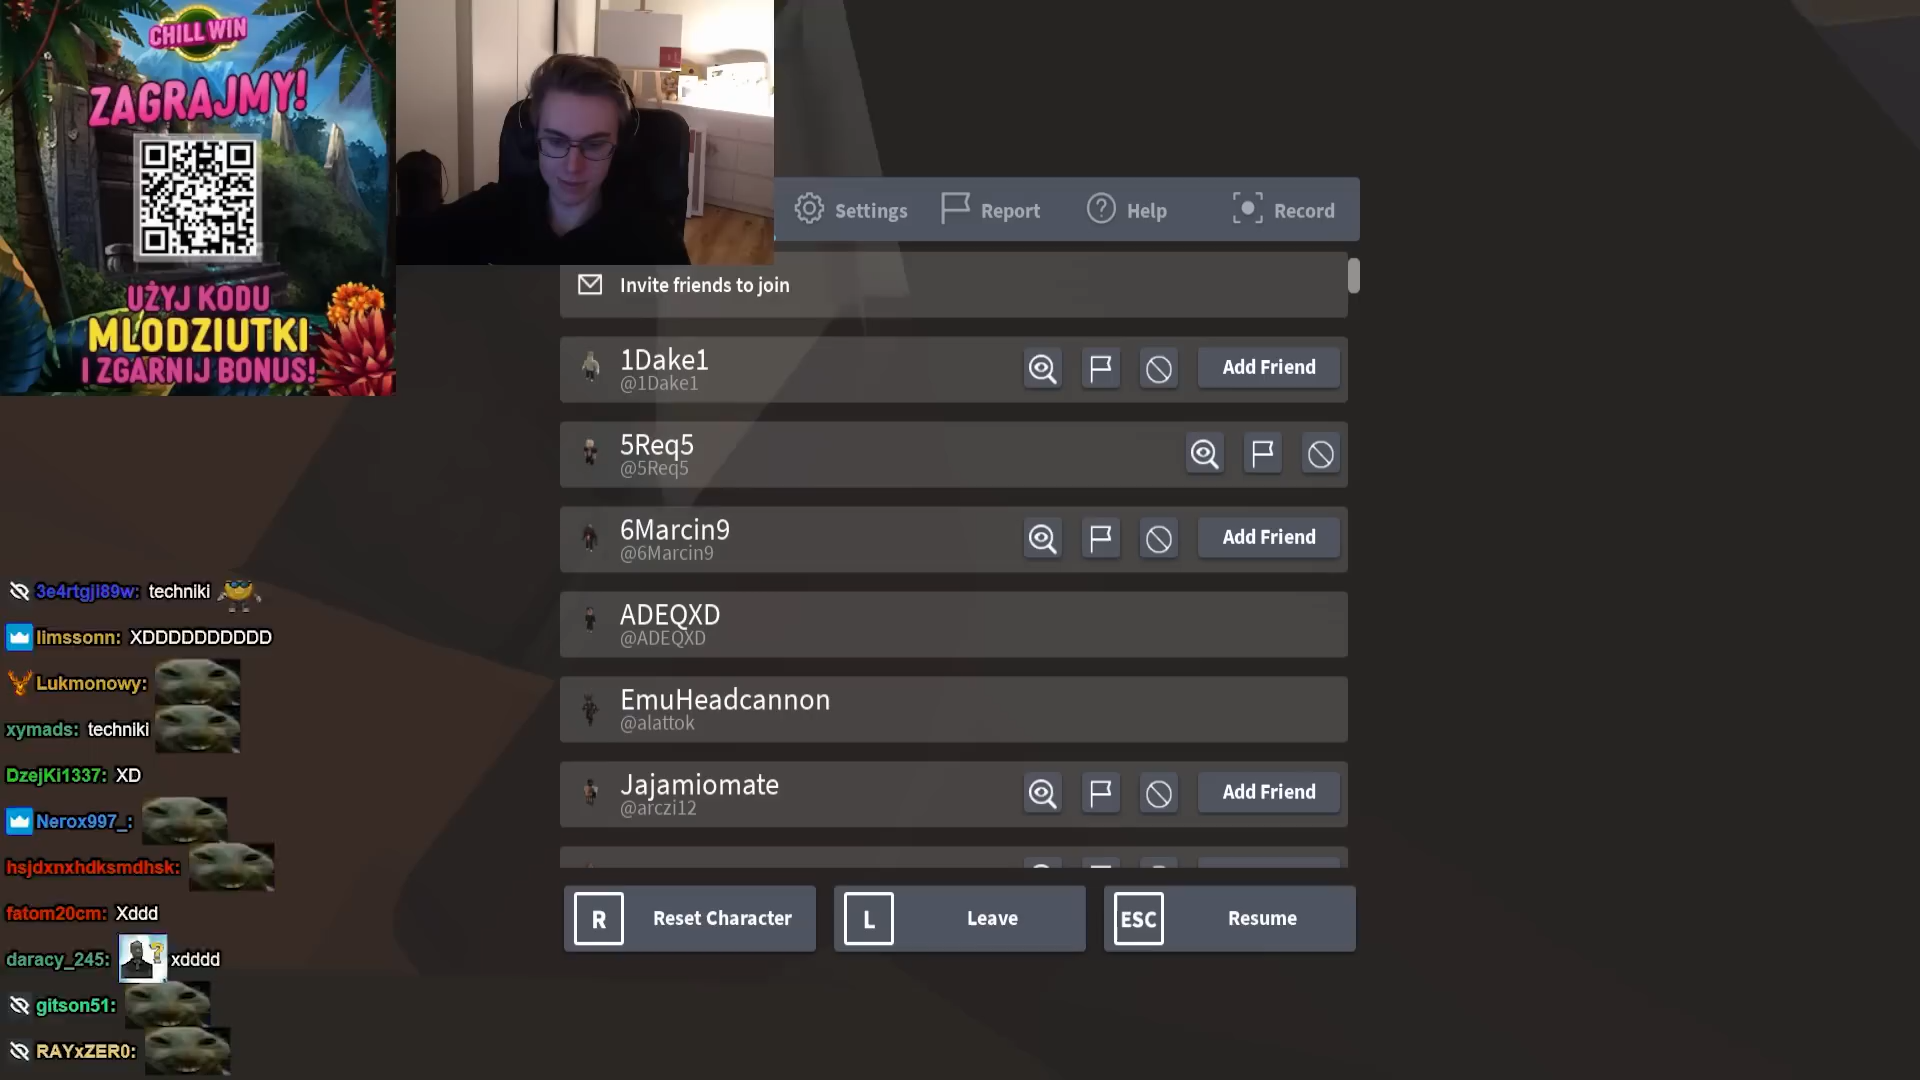 CHILL WIN
ZAGRAJMY!
UŻYJ KODU
MLODZIUTKI
I ZGARNIJ BONUS!
Settings
Report
Help
Record
Invite friends to join
1Dake1
@1Dake1
Add Friend
5Req5
@5Req5
6Marcin9
@6Marcin9
Add Friend
ADEQXD
@ADEQXD
EmuHeadcannon
@alattok
Jajamiomate
@arczi12
Add Friend
R Reset Character
L Leave
ESC Resume
3e4rtgjl89w: techniki
limssonn: XDDDDDDDDDD
Lukmonowy:
xymads: techniki
DzejKi1337: XD
Nerox997_:
hsjdxnxhdksmdhsk:
fatom20cm: Xddd
daracy_245: xdddd
gitson51:
RAYxZER0: